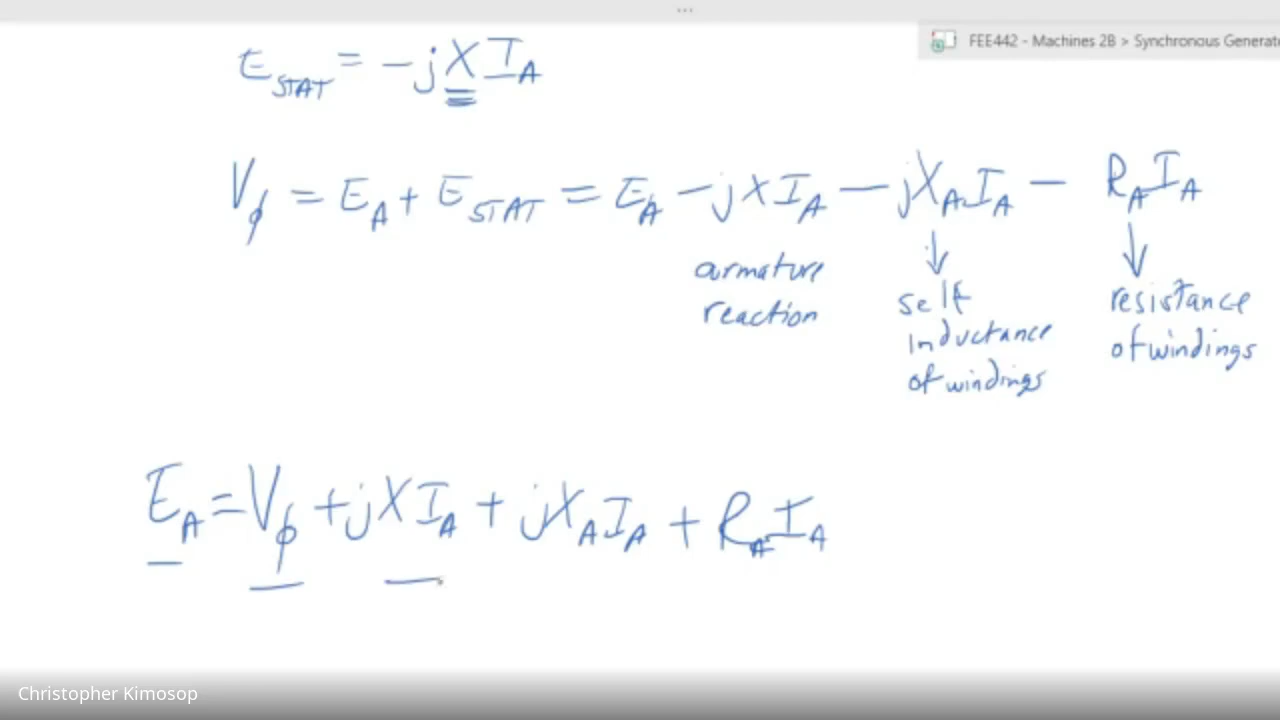 FEE442 - Machines 2B > Synchronous Generat
E_STAT = -jXI_A
V_ϕ = E_A + E_STAT = E_A - jXI_A - jX_AI_A - R_AI_A
armature reaction
self inductance of windings
resistance of windings
E_A = V_ϕ + jXI_A + jX_AI_A + R_AI_A
Christopher Kimosop